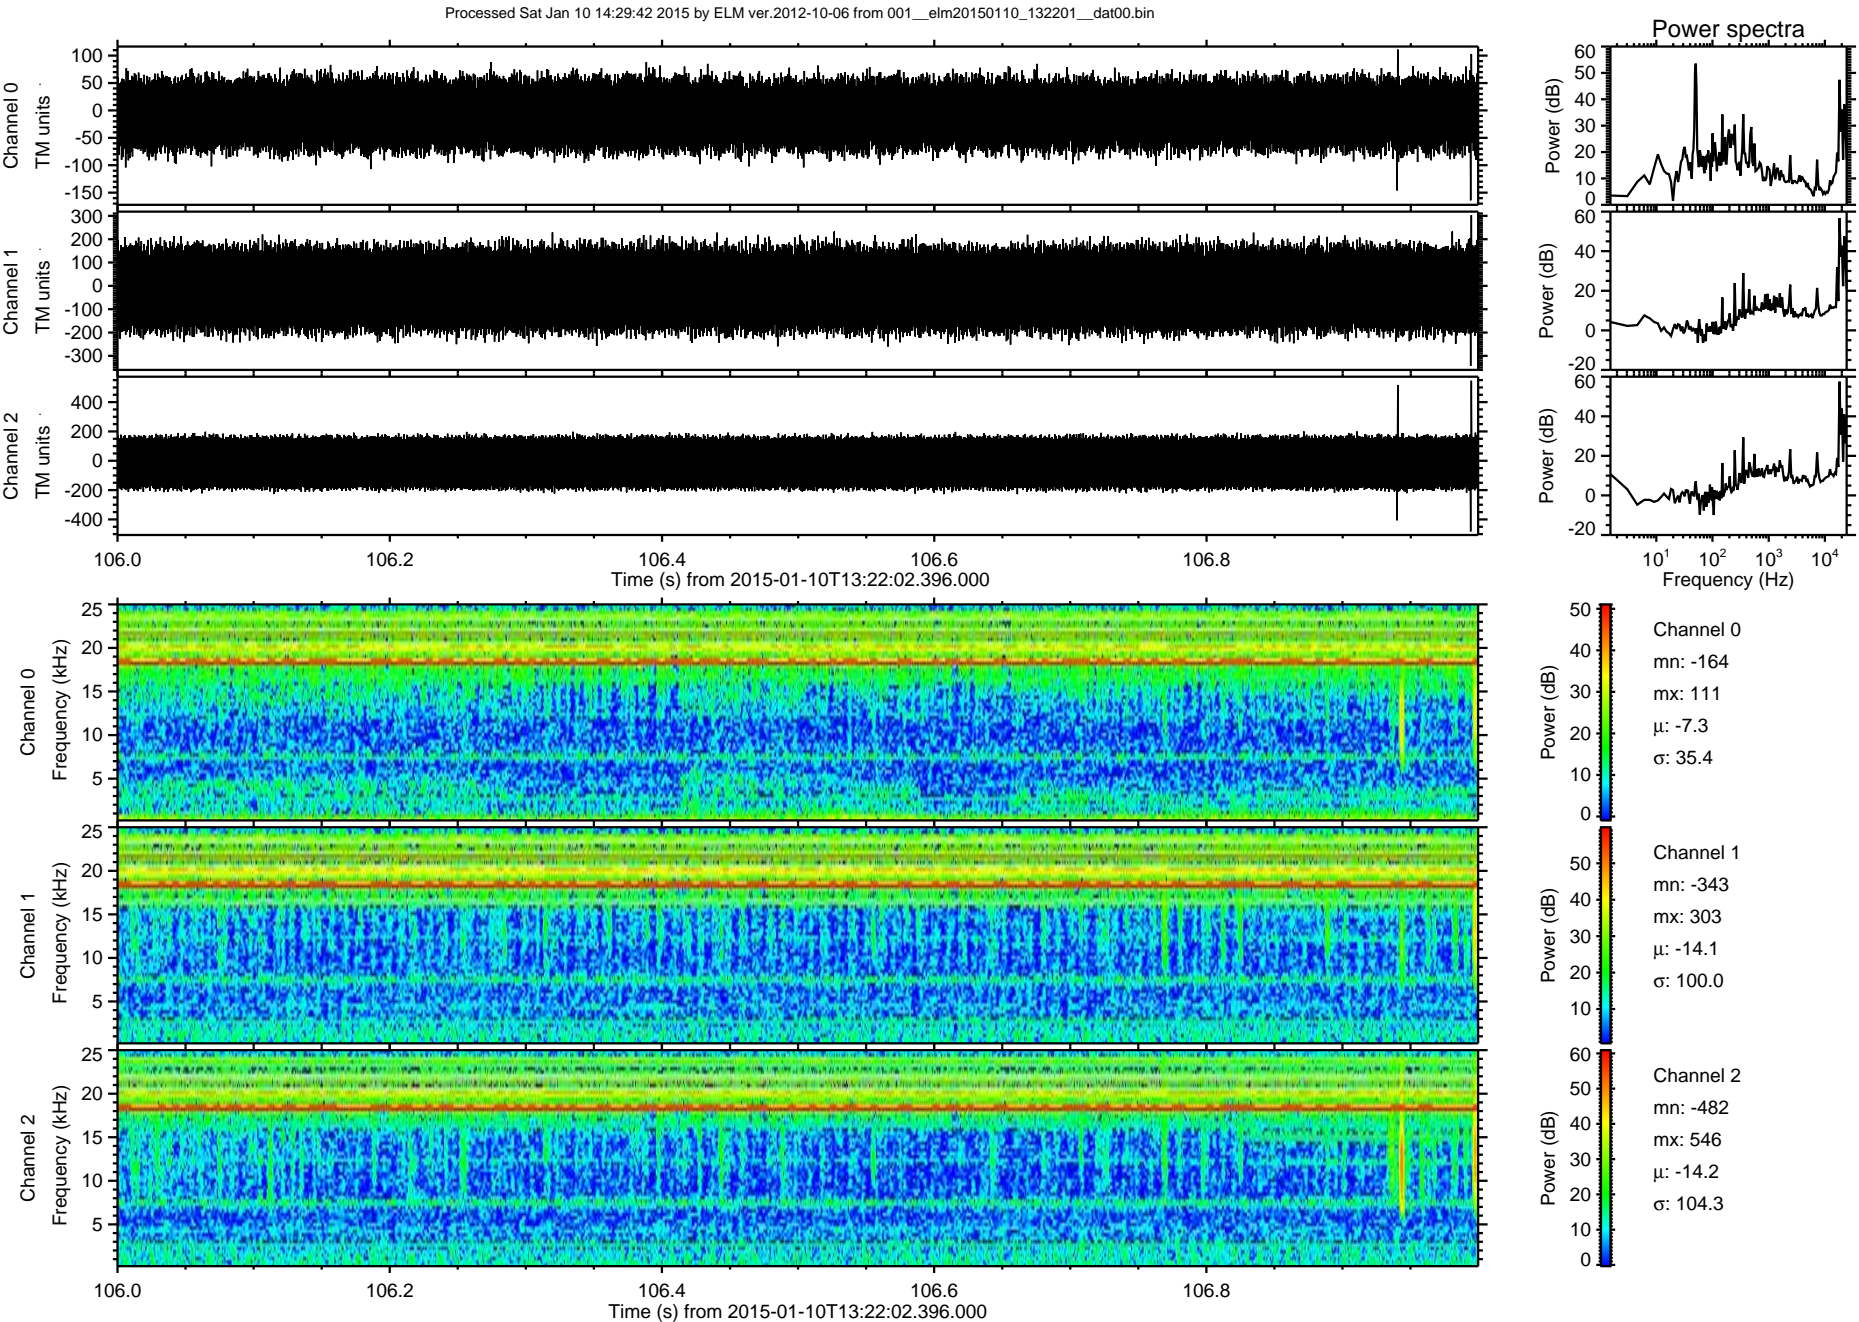 Processed Sat Jan 10 14:29:42 2015 by ELM ver.2012-10-06 from 001__elm20150110_132201__dat00.bin
Power spectra
Channel 0
TM units
100
50
0
-50
-100
-150
Power (dB)
60
50
40
30
20
10
0
Channel 1
TM units
300
200
100
0
-100
-200
-300
Power (dB)
60
40
20
0
-20
Channel 2
TM units
400
200
0
-200
-400
Power (dB)
60
40
20
0
-20
106.0 106.2 106.4 106.6 106.8
Time (s) from 2015-01-10T13:22:02.396.000
10^1 10^2 10^3 10^4
Frequency (Hz)
Channel 0
Frequency (kHz)
25
20
15
10
5
Power (dB)
50
40
30
20
10
0
Channel 0
mn: -164
mx: 111
μ: -7.3
σ: 35.4
Channel 1
Frequency (kHz)
25
20
15
10
5
Power (dB)
50
40
30
20
10
Channel 1
mn: -343
mx: 303
μ: -14.1
σ: 100.0
Channel 2
Frequency (kHz)
25
20
15
10
5
Power (dB)
60
50
40
30
20
10
0
Channel 2
mn: -482
mx: 546
μ: -14.2
σ: 104.3
106.0 106.2 106.4 106.6 106.8
Time (s) from 2015-01-10T13:22:02.396.000